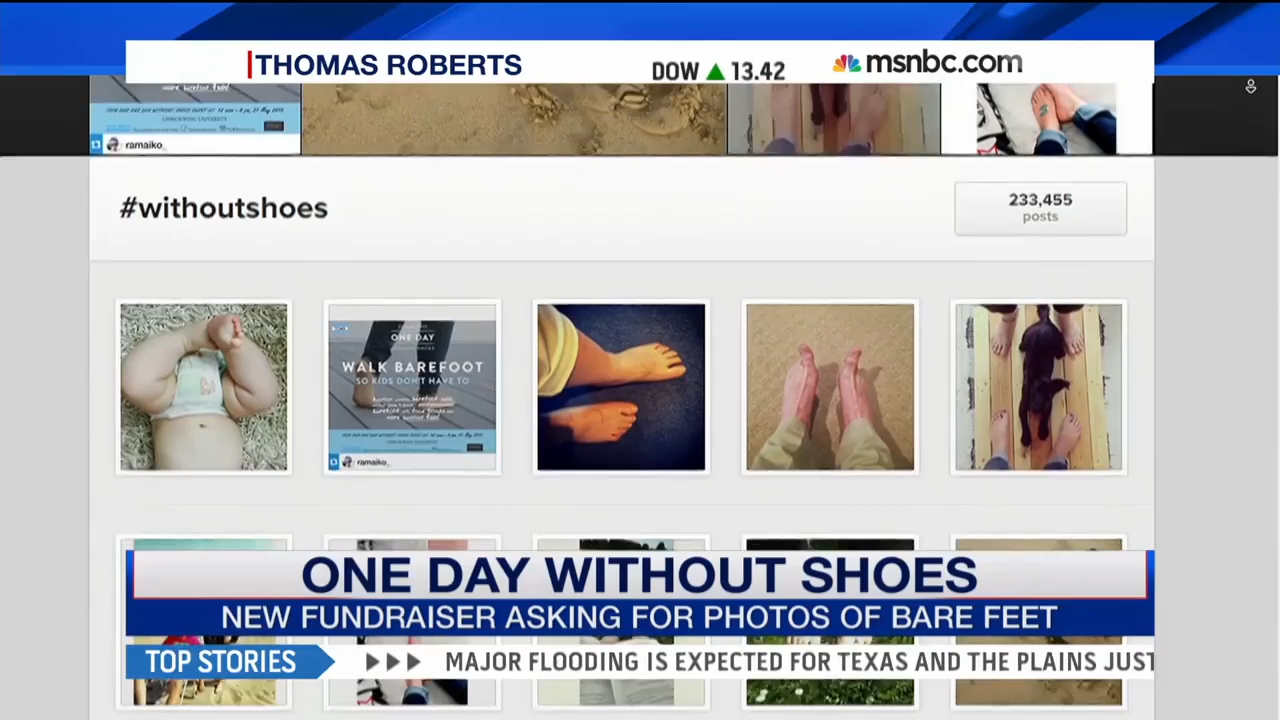 THOMAS ROBERTS
DOW ▲ 13.42
msnbc.com
ramaiko_
#withoutshoes
233,455
posts
ONE DAY
WALK BAREFOOT
SO KIDS DON'T HAVE TO
ramaiko_
ONE DAY WITHOUT SHOES
NEW FUNDRAISER ASKING FOR PHOTOS OF BARE FEET
TOP STORIES
MAJOR FLOODING IS EXPECTED FOR TEXAS AND THE PLAINS JUST